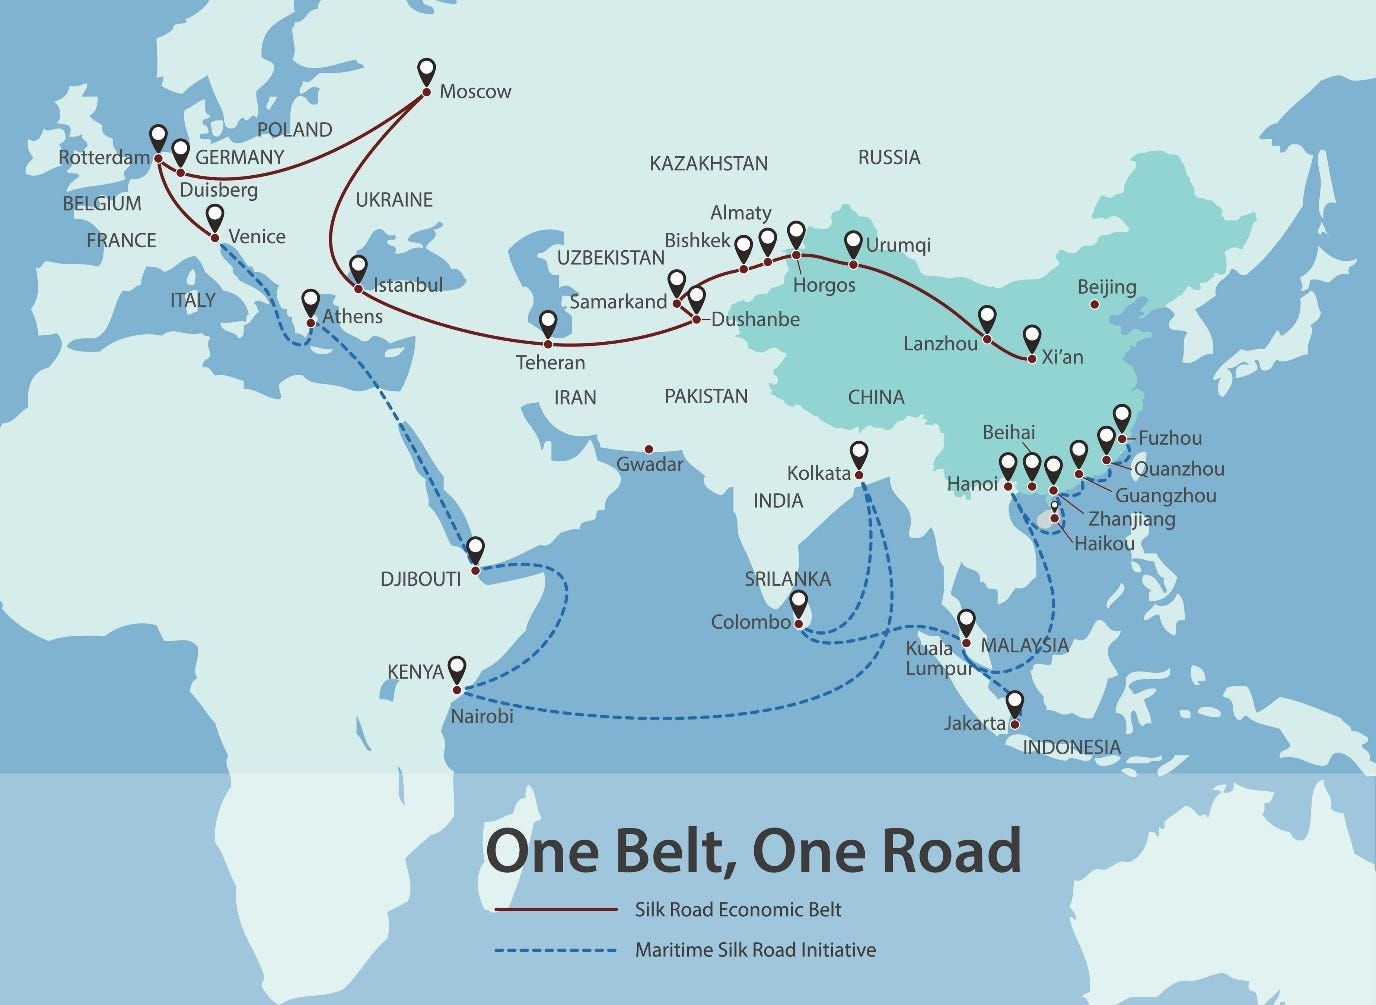 Moscow
POLAND
Rotterdam
GERMANY
KAZAKHSTAN
RUSSIA
Duisberg
BELGIUM
UKRAINE
Almaty
FRANCE
Venice
Bishkek
Urumqi
UZBEKISTAN
Istanbul
Horgos
Beijing
ITALY
Samarkand
Athens
Dushanbe
Lanzhou
Xi'an
Teheran
IRAN
PAKISTAN
CHINA
Beihai
Fuzhou
Gwadar
Kolkata
Quanzhou
Hanoi
INDIA
Guangzhou
Zhanjiang
Haikou
DJIBOUTI
SRILANKA
Colombo
Kuala
Lumpur
MALAYSIA
KENYA
Nairobi
Jakarta
INDONESIA
One Belt, One Road
Silk Road Economic Belt
Maritime Silk Road Initiative